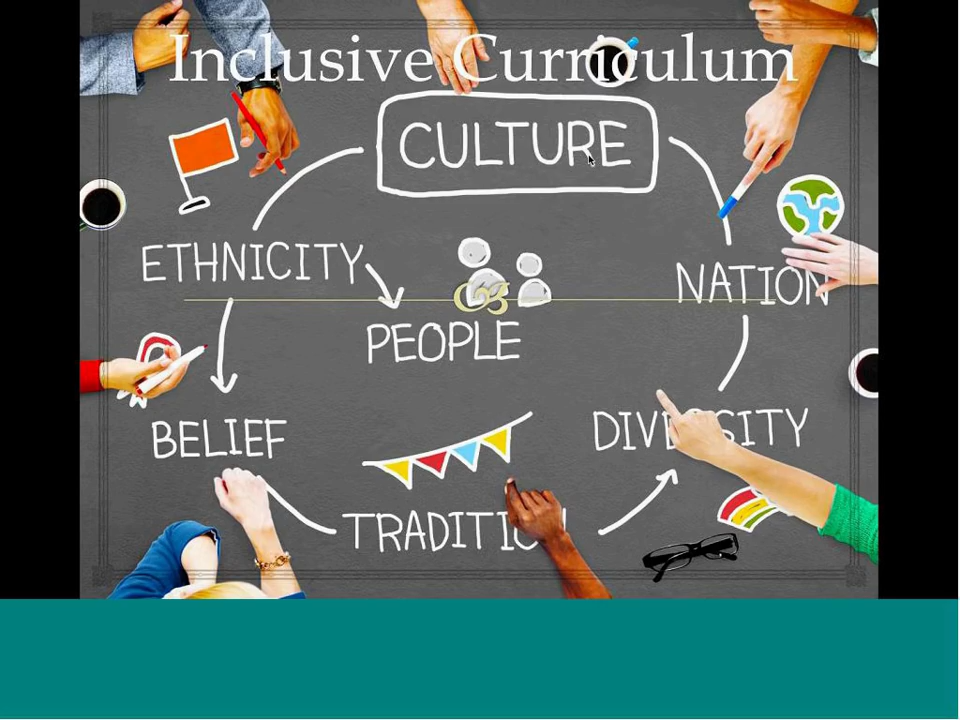 Inclusive Curriculum
CULTURE
ETHNICITY
NATION
PEOPLE
BELIEF
DIVERSITY
TRADITION